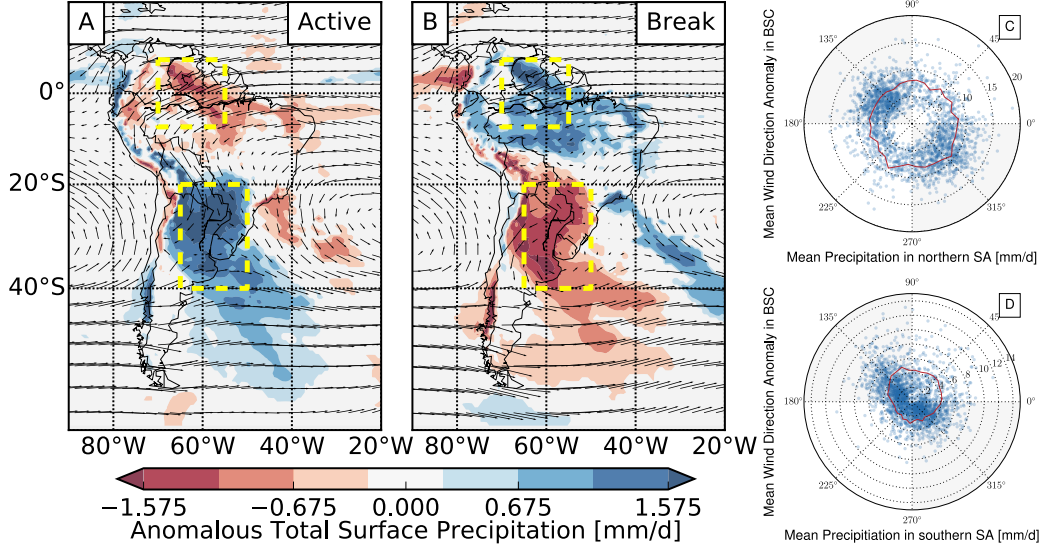 A
Active
0°
20°S
40°S
80°W
60°W
40°W
20°W
B
Break
80°W
60°W
40°W
20°W
−1.575
−0.675
0.000
0.675
1.575
Anomalous Total Surface Precipitation [mm/d]
C
Mean Wind Direction Anomaly in BSC
90°
135°
45°
20
10
180°
0°
225°
315°
270°
Mean Precipitation in northern SA [mm/d]
D
Mean Wind Direction Anomaly in BSC
90°
135°
45°
14
12
10
8
6
4
2
180°
0°
225°
315°
270°
Mean Precipitiation in southern SA [mm/d]